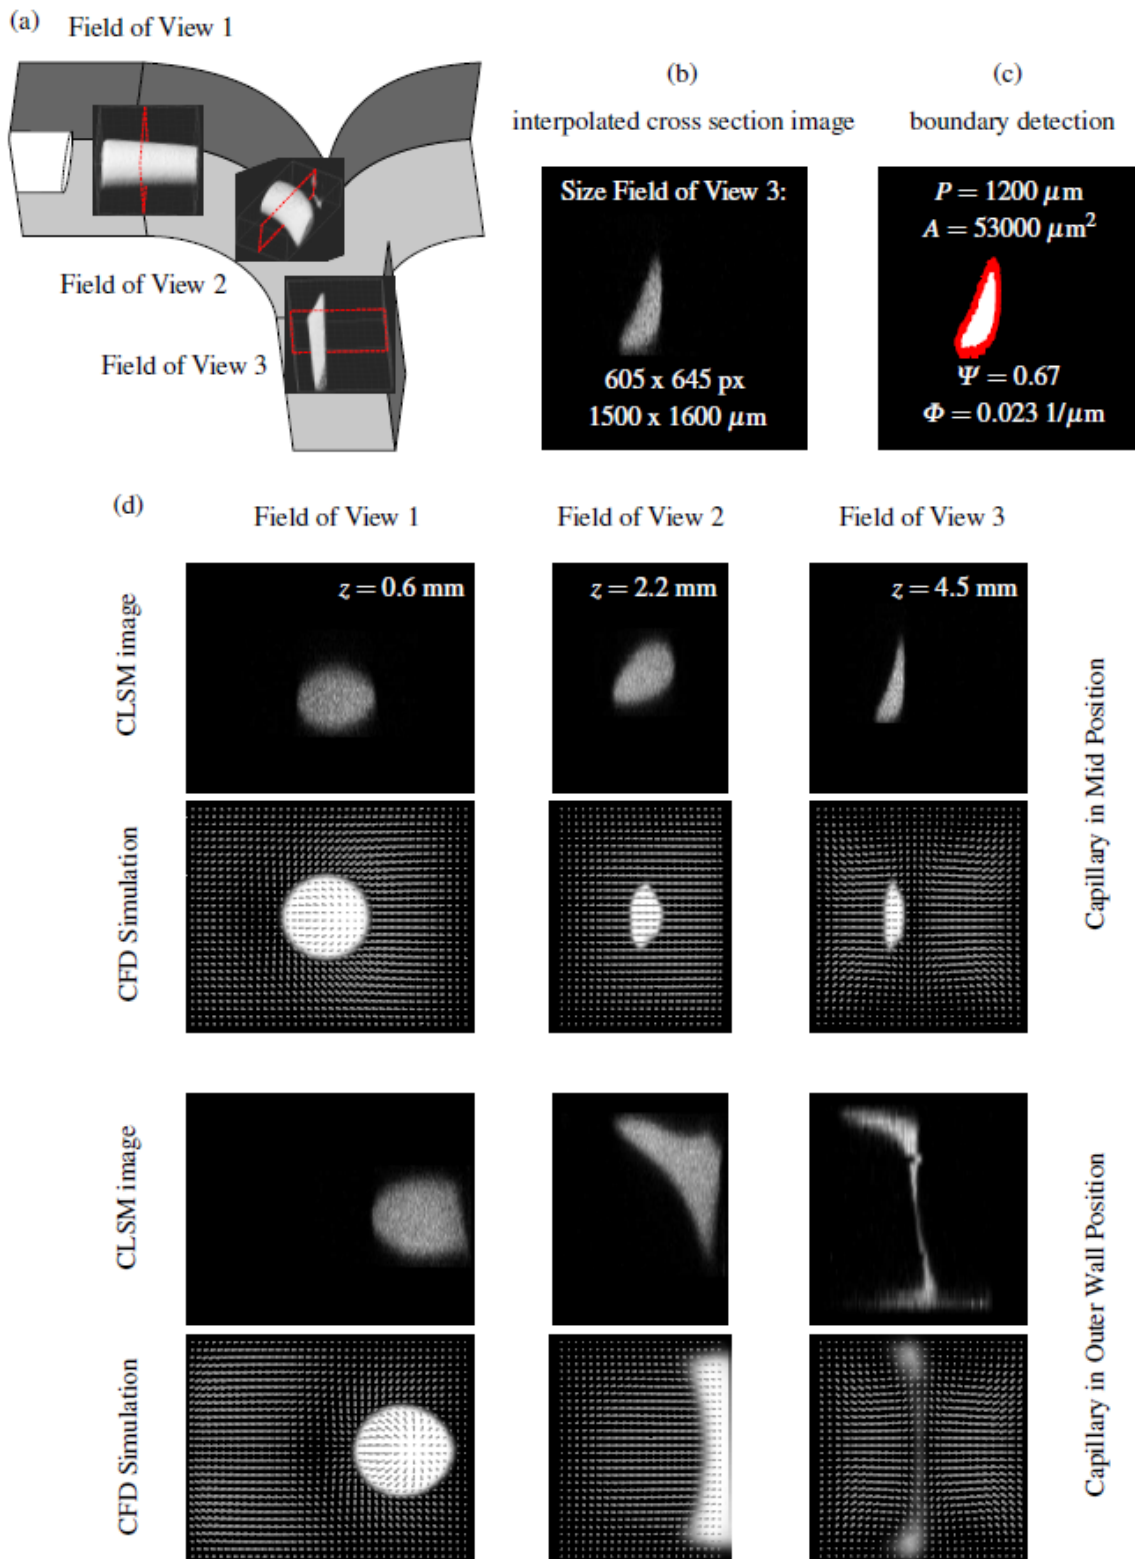 (a) Field of View 1
Field of View 2
Field of View 3
(b)
interpolated cross section image
Size Field of View 3:
605 x 645 px
1500 x 1600 μm
(c)
boundary detection
P = 1200 μm
A = 53000 μm²
Ψ = 0.67
Φ = 0.023 1/μm
(d)
Field of View 1
Field of View 2
Field of View 3
CLSM image
z = 0.6 mm
z = 2.2 mm
z = 4.5 mm
CFD Simulation
Capillary in Mid Position
CLSM image
CFD Simulation
Capillary in Outer Wall Position